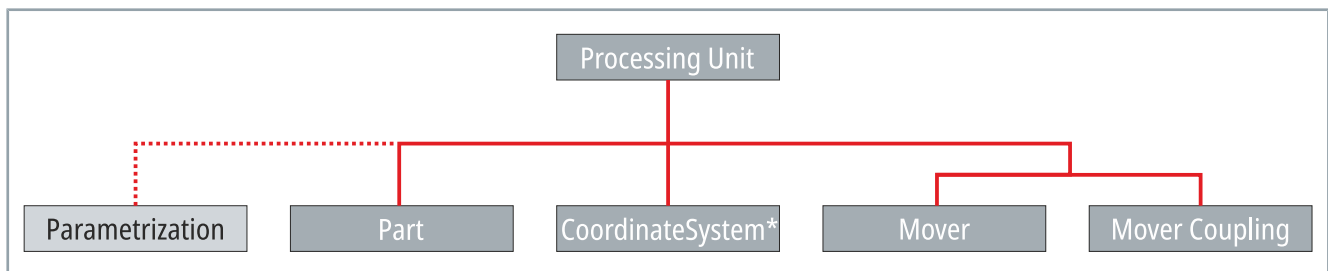 Processing Unit
Parametrization
Part
CoordinateSystem*
Mover
Mover Coupling